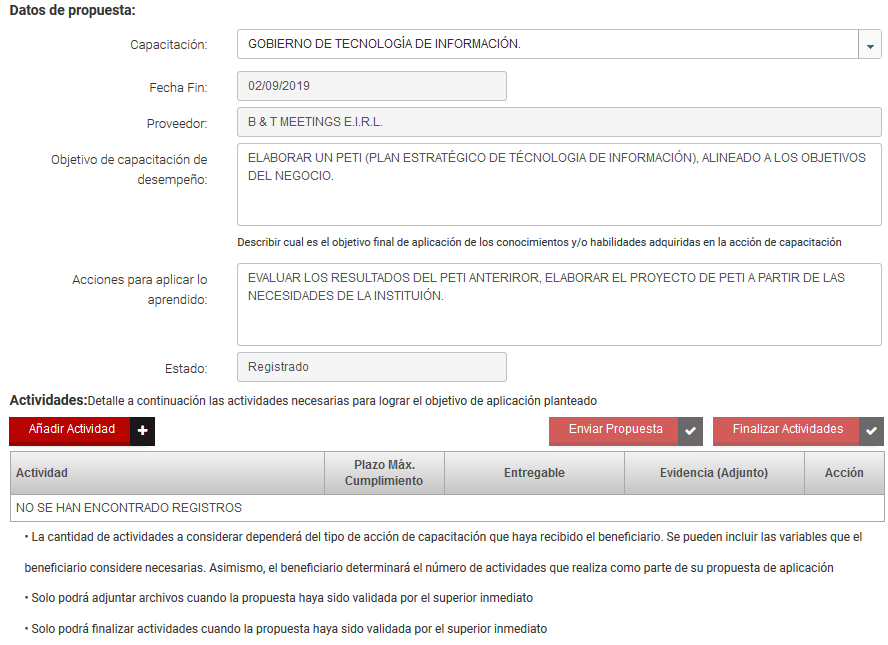 Datos de propuesta:
Capacitación: GOBIERNO DE TECNOLOGÍA DE INFORMACIÓN.
Fecha Fin: 02/09/2019
Proveedor: B & T MEETINGS E.I.R.L.
Objetivo de capacitación de desempeño:
ELABORAR UN PETI (PLAN ESTRATÉGICO DE TÉCNOLOGIA DE INFORMACIÓN), ALINEADO A LOS OBJETIVOS
DEL NEGOCIO.
Describir cual es el objetivo final de aplicación de los conocimientos y/o habilidades adquiridas en la acción de capacitación
Acciones para aplicar lo aprendido:
EVALUAR LOS RESULTADOS DEL PETI ANTERIROR, ELABORAR EL PROYECTO DE PETI A PARTIR DE LAS
NECESIDADES DE LA INSTITUIÓN.
Estado: Registrado
Actividades:Detalle a continuación las actividades necesarias para lograr el objetivo de aplicación planteado
Añadir Actividad + Enviar Propuesta ✔ Finalizar Actividades ✔
Actividad Plazo Máx. Cumplimiento Entregable Evidencia (Adjunto) Acción
NO SE HAN ENCONTRADO REGISTROS
• La cantidad de actividades a considerar dependerá del tipo de acción de capacitación que haya recibido el beneficiario. Se pueden incluir las variables que el
beneficiario considere necesarias. Asimismo, el beneficiario determinará el número de actividades que realiza como parte de su propuesta de aplicación
• Solo podrá adjuntar archivos cuando la propuesta haya sido validada por el superior inmediato
• Solo podrá finalizar actividades cuando la propuesta haya sido validada por el superior inmediato